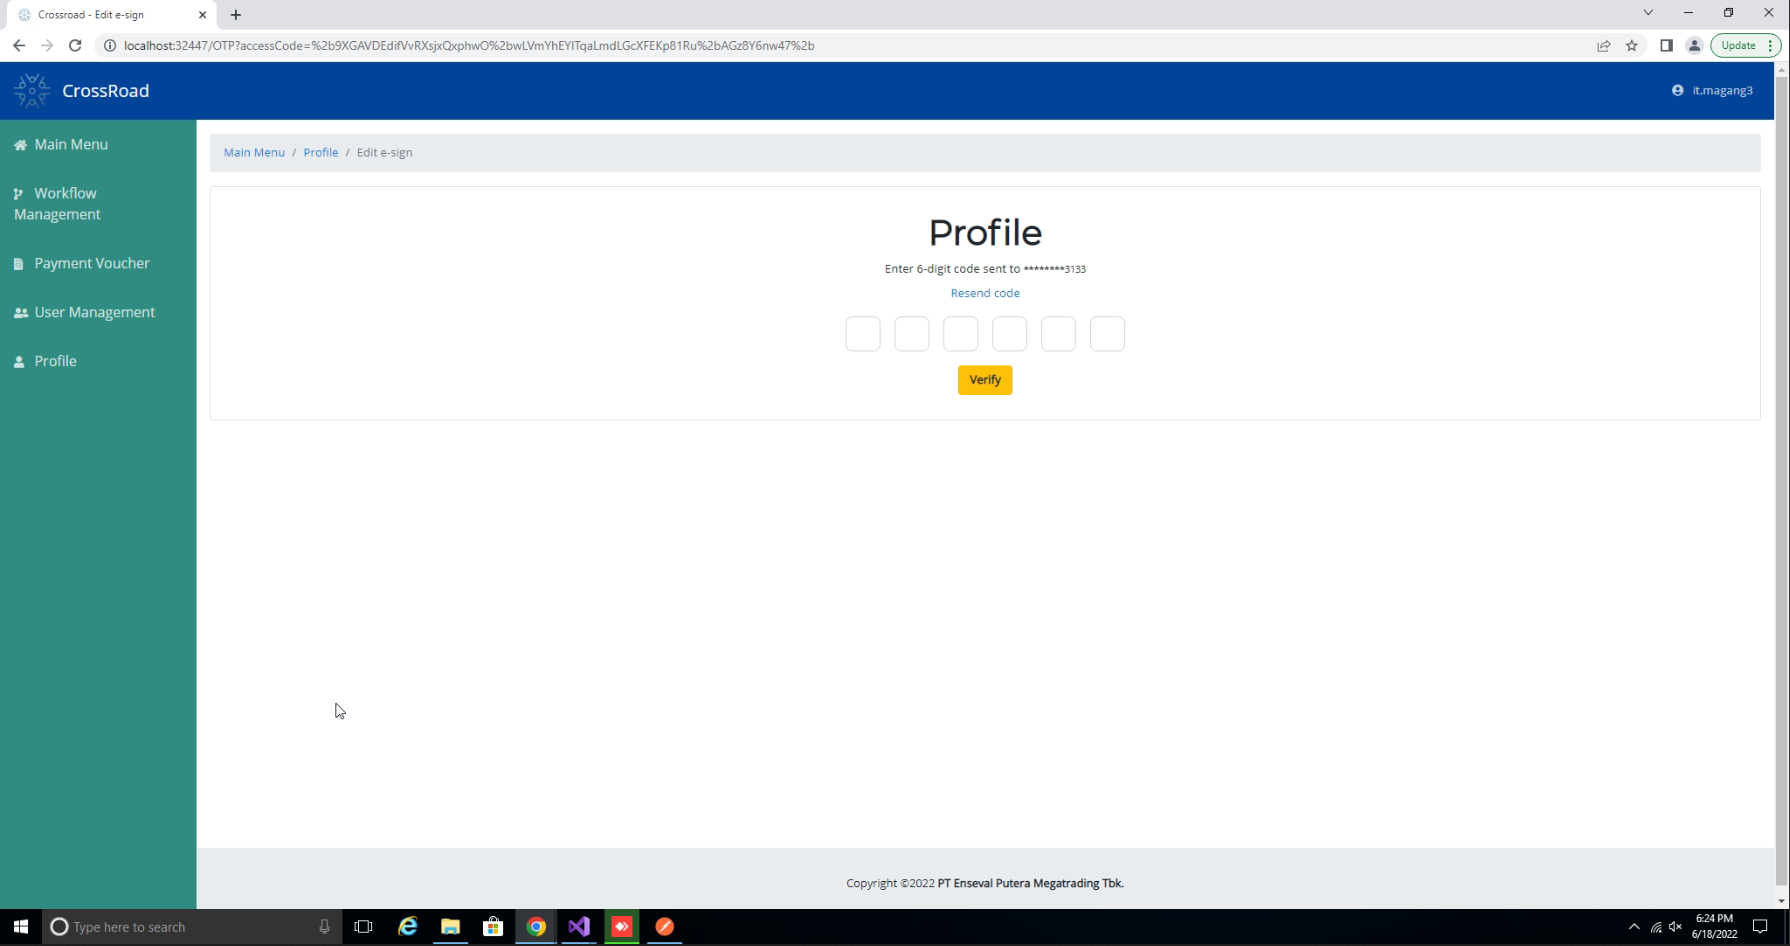 Crossroad - Edit e-sign
localhost:32447/OTP?accessCode=%2b9XGAVDEdifVvRXsjxQxphwO%2bwLVmYhEYITqaLmdLGcXFEKp81Ru%2bAGz8Y6nw47%2b
Update
CrossRoad
it.magang3
Main Menu
Workflow
Management
Payment Voucher
User Management
Profile
Main Menu / Profile / Edit e-sign
Profile
Enter 6-digit code sent to ********3133
Resend code
Verify
Copyright ©2022 PT Enseval Putera Megatrading Tbk.
Type here to search
6:24 PM
6/18/2022